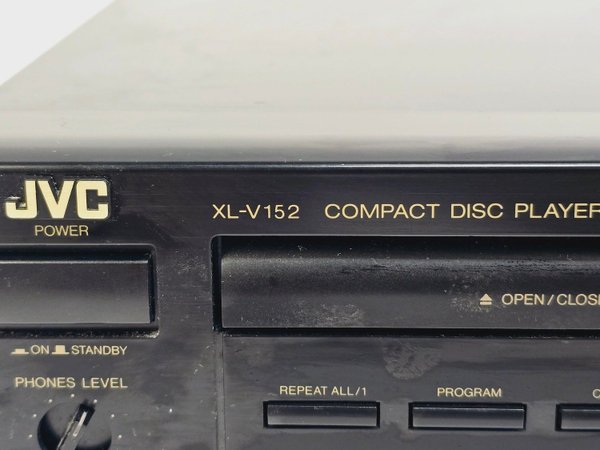 JVC
POWER
XL-V152 COMPACT DISC PLAYER
OPEN/CLOSE
ON STANDBY
PHONES LEVEL
REPEAT ALL/1
PROGRAM